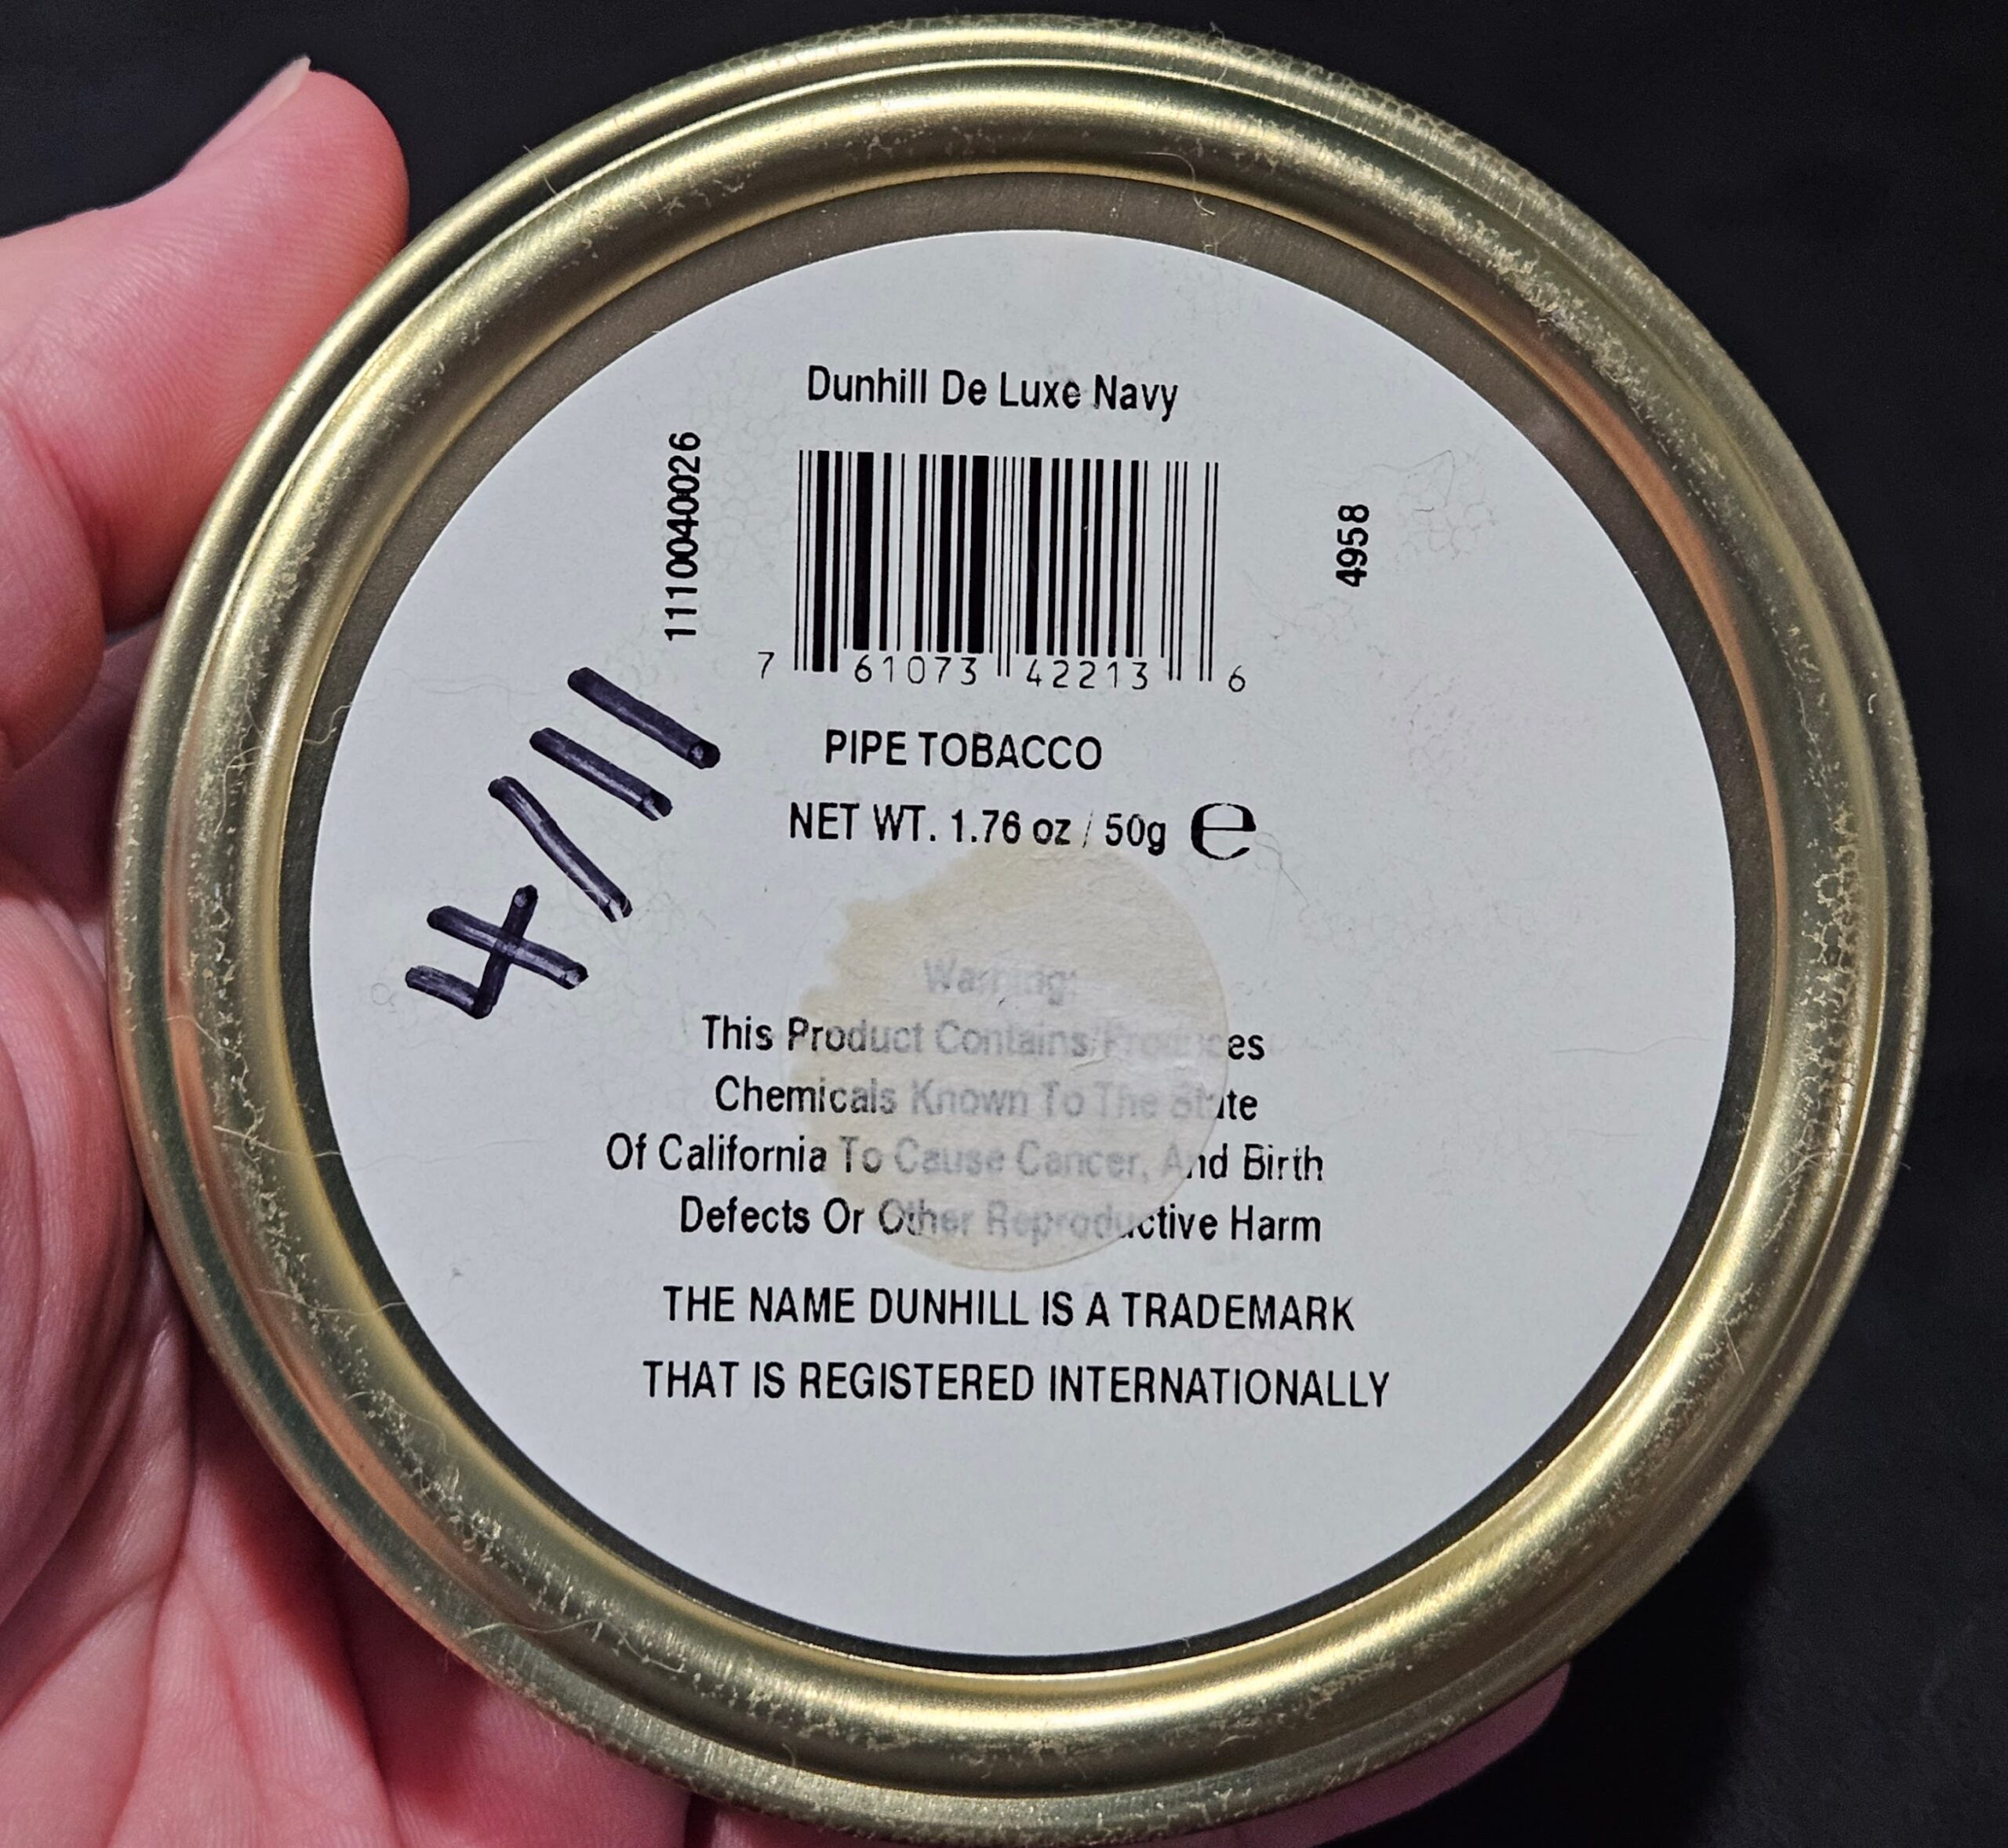 Dunhill De Luxe Navy
1110040026
4958
7 61073 42213 6
PIPE TOBACCO
NET WT. 1.76 oz / 50g e
4/11
Warning:
This Product Contains/Produces
Chemicals Known To The State
Of California To Cause Cancer, And Birth
Defects Or Other Reproductive Harm
THE NAME DUNHILL IS A TRADEMARK
THAT IS REGISTERED INTERNATIONALLY